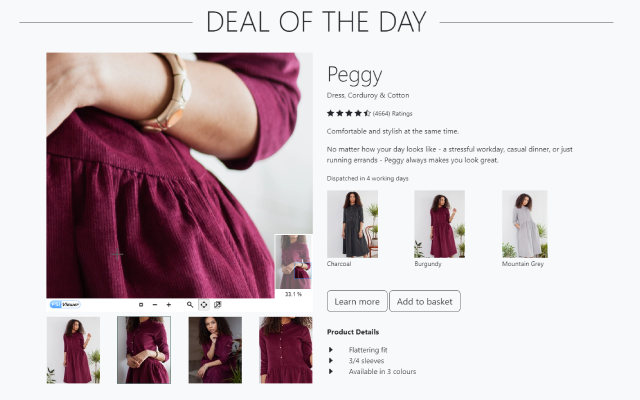 DEAL OF THE DAY
Peggy
Dress, Corduroy & Cotton
(4564) Ratings
Comfortable and stylish at the same time.
No matter how your day looks like - a stressful workday, casual dinner, or just
running errands - Peggy always makes you look great.
Dispatched in 4 working days
Charcoal
Burgundy
Mountain Grey
33.1 %
Viewer
Learn more
Add to basket
Product Details
Flattering fit
3/4 sleeves
Available in 3 colours